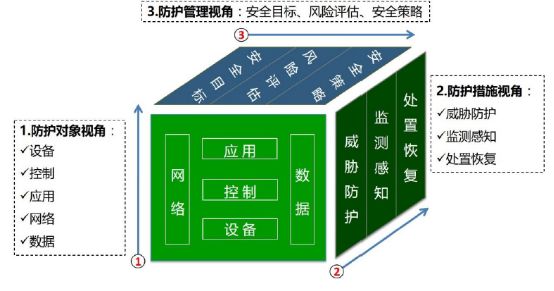 3.防护管理视角：安全目标、风险评估、安全策略
③
安全目标
风险评估
安全策略
1.防护对象视角：
✓设备
✓控制
✓应用
✓网络
✓数据
网络
应用
控制
设备
数据
威胁防护
监测感知
处置恢复
2.防护措施视角：
✓威胁防护
✓监测感知
✓处置恢复
①
②